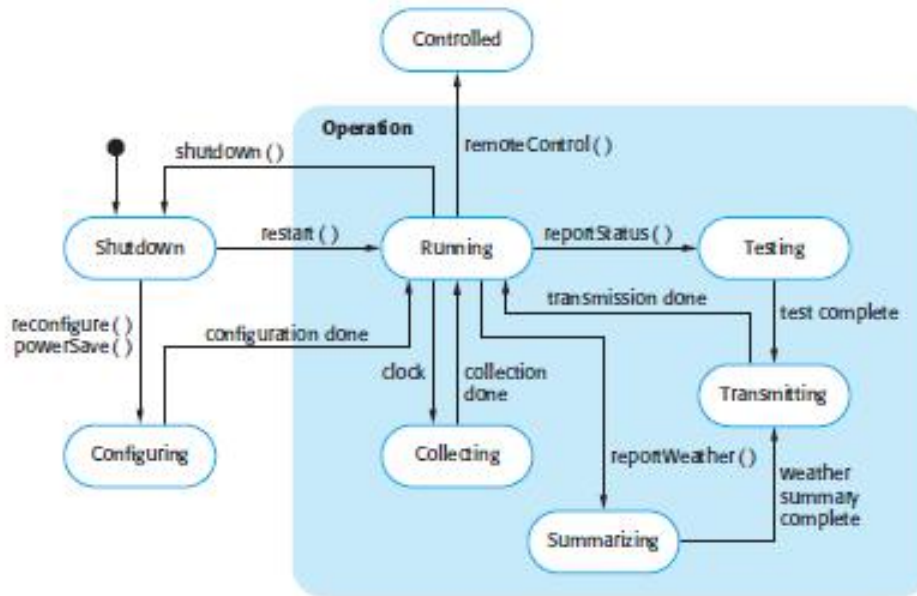 Controlled
Operation
shutdown( )
remoteControl( )
Shutdown
restart( )
Running
reportStatus( )
Testing
reconfigure( )
powerSave( )
configuration done
transmission done
test complete
clock
collection
done
Transmitting
Configuring
Collecting
reportWeather( )
weather
summary
complete
Summarizing